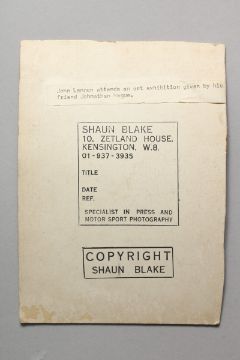 John Lennon attends an art exhibition given by his
friend Johnathan Hague.
SHAUN BLAKE
10, ZETLAND HOUSE,
KENSINGTON, W.8.
01-937-3935
TITLE
DATE
REF.
SPECIALIST IN PRESS AND
MOTOR SPORT PHOTOGRAPHY
COPYRIGHT
SHAUN BLAKE